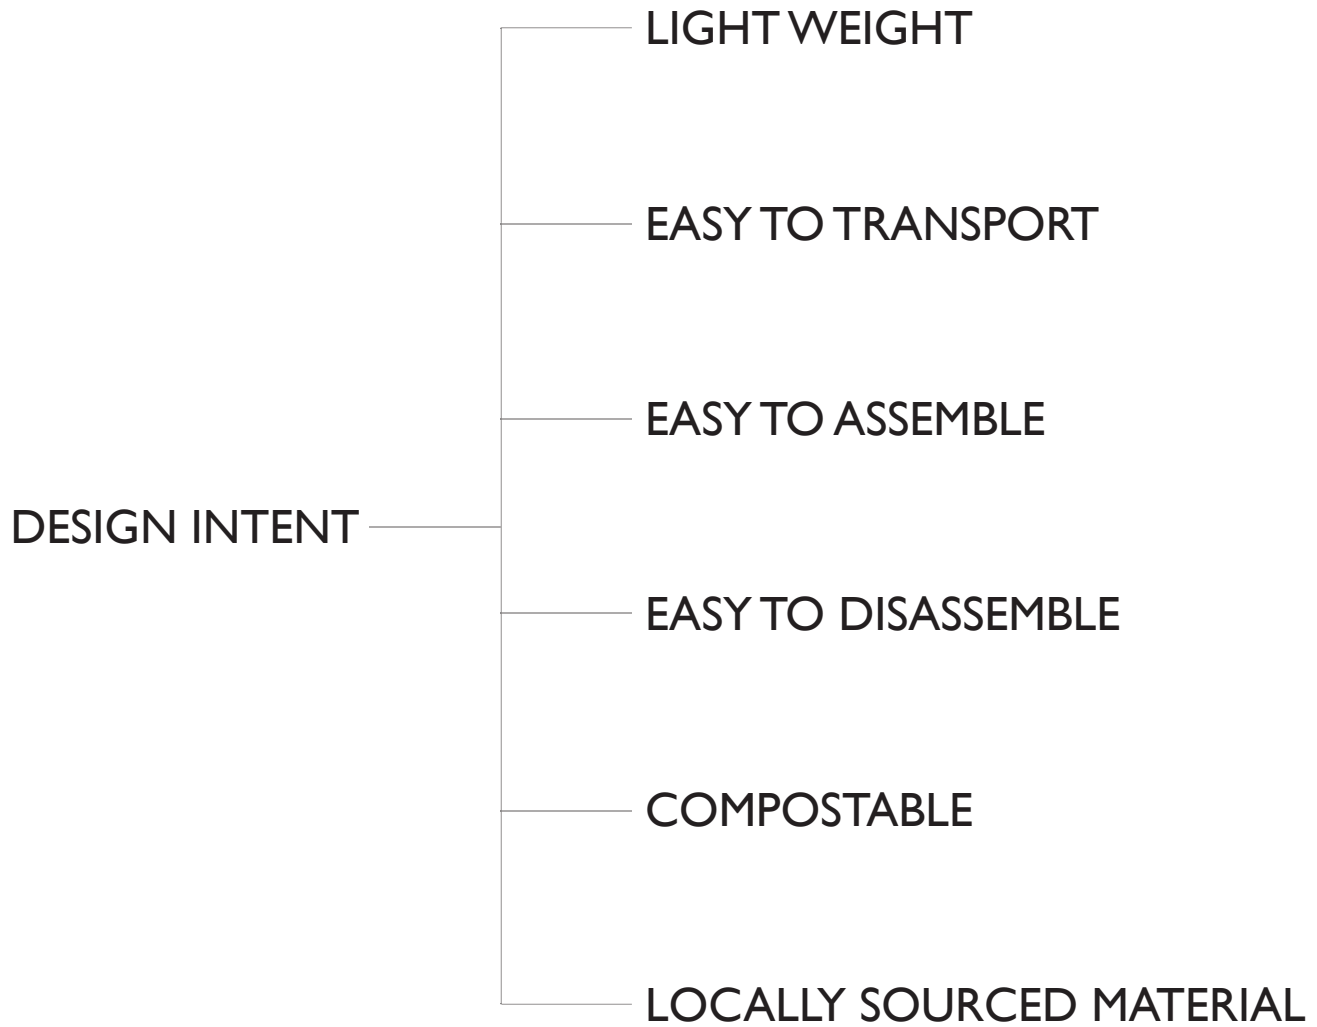 LIGHT WEIGHT
EASY TO TRANSPORT
EASY TO ASSEMBLE
DESIGN INTENT
EASY TO DISASSEMBLE
COMPOSTABLE
LOCALLY SOURCED MATERIAL